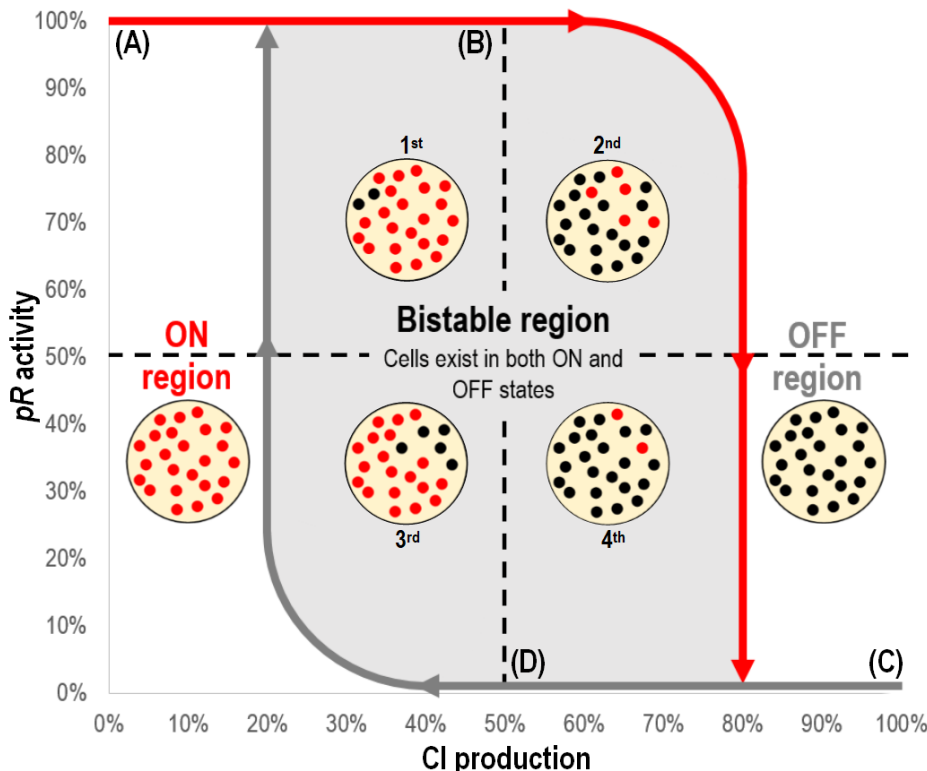 100%
90%
80%
70%
60%
50%
40%
30%
20%
10%
0%
pR activity
(A)
(B)
1st
2nd
Bistable region
Cells exist in both ON and
OFF states
ON
region
OFF
region
3rd
4th
(D)
(C)
0%
10%
20%
30%
40%
50%
60%
70%
80%
90%
100%
CI production